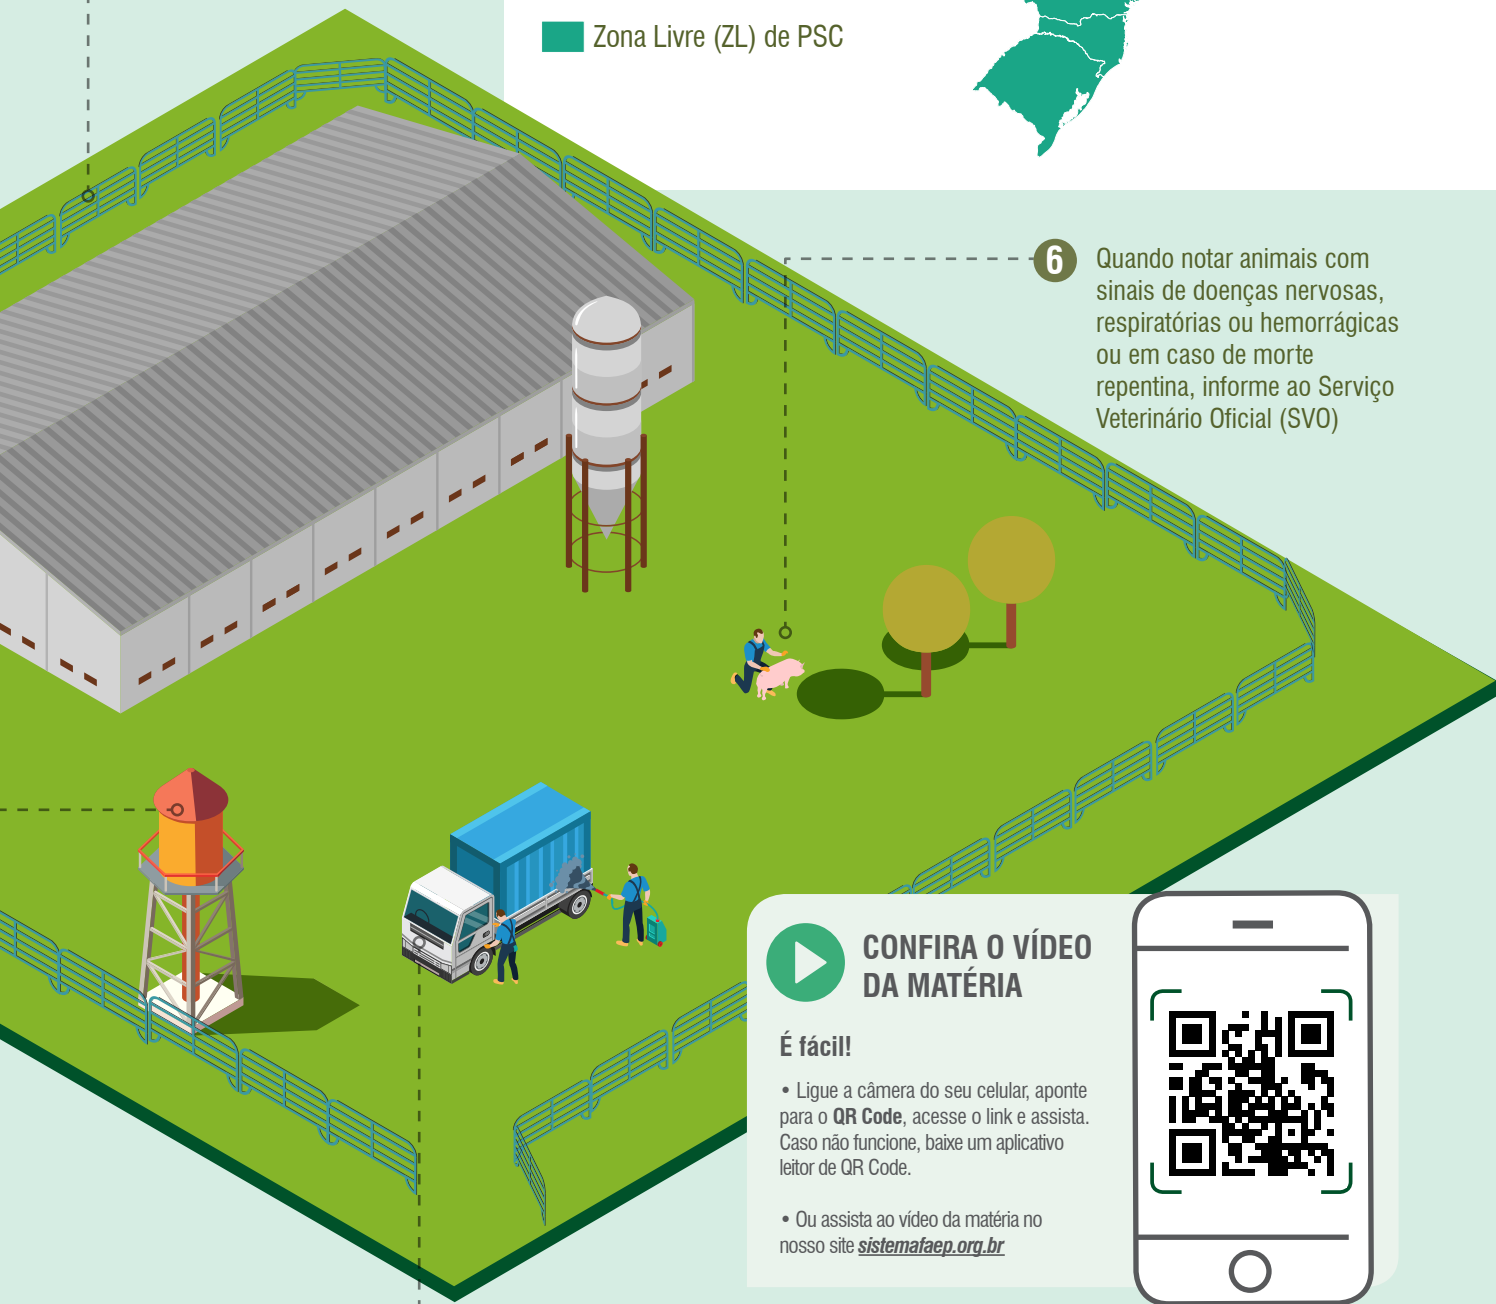 Zona Livre (ZL) de PSC
6
Quando notar animais com
sinais de doenças nervosas,
respiratórias ou hemorrágicas
ou em caso de morte
repentina, informe ao Serviço
Veterinário Oficial (SVO)
CONFIRA O VÍDEO
DA MATÉRIA
É fácil!
• Ligue a câmera do seu celular, aponte
para o QR Code, acesse o link e assista.
Caso não funcione, baixe um aplicativo
leitor de QR Code.
• Ou assista ao vídeo da matéria no
nosso site sistemafaep.org.br